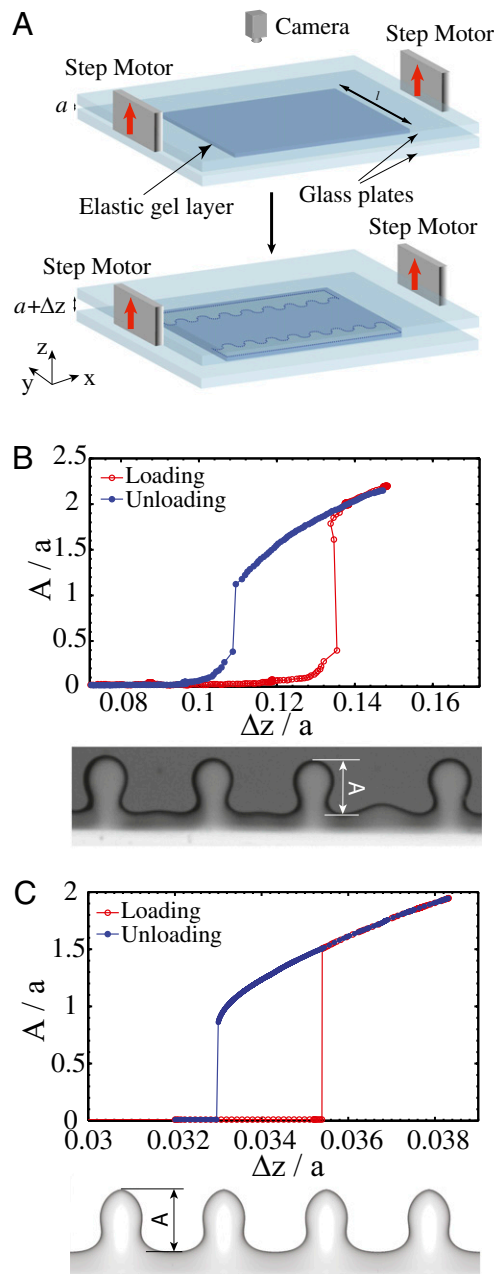 A
Camera
Step Motor
Step Motor
a
l
Elastic gel layer
Glass plates
Step Motor
Step Motor
a+Δz
z
y
x
B
2.5
2
1.5
1
0.5
0
A / a
Loading
Unloading
0.08
0.1
0.12
0.14
0.16
Δz / a
A
C
2
1.5
1
0.5
0
A / a
Loading
Unloading
0.03
0.032
0.034
0.036
0.038
Δz / a
A